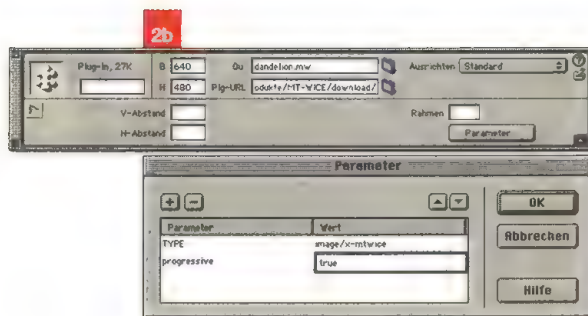 2b
Plug-in, 27K B 640 Qu dandelion.mw Ausrichten Standard
H 480 Plg-URL odukte/MT-WICE/download/
V-Abstand Rahmen
H-Abstand Parameter
Parameter
OK
Parameter Wert
TYPE image/x-mtwice
Abbrechen
progressive true
Hilfe